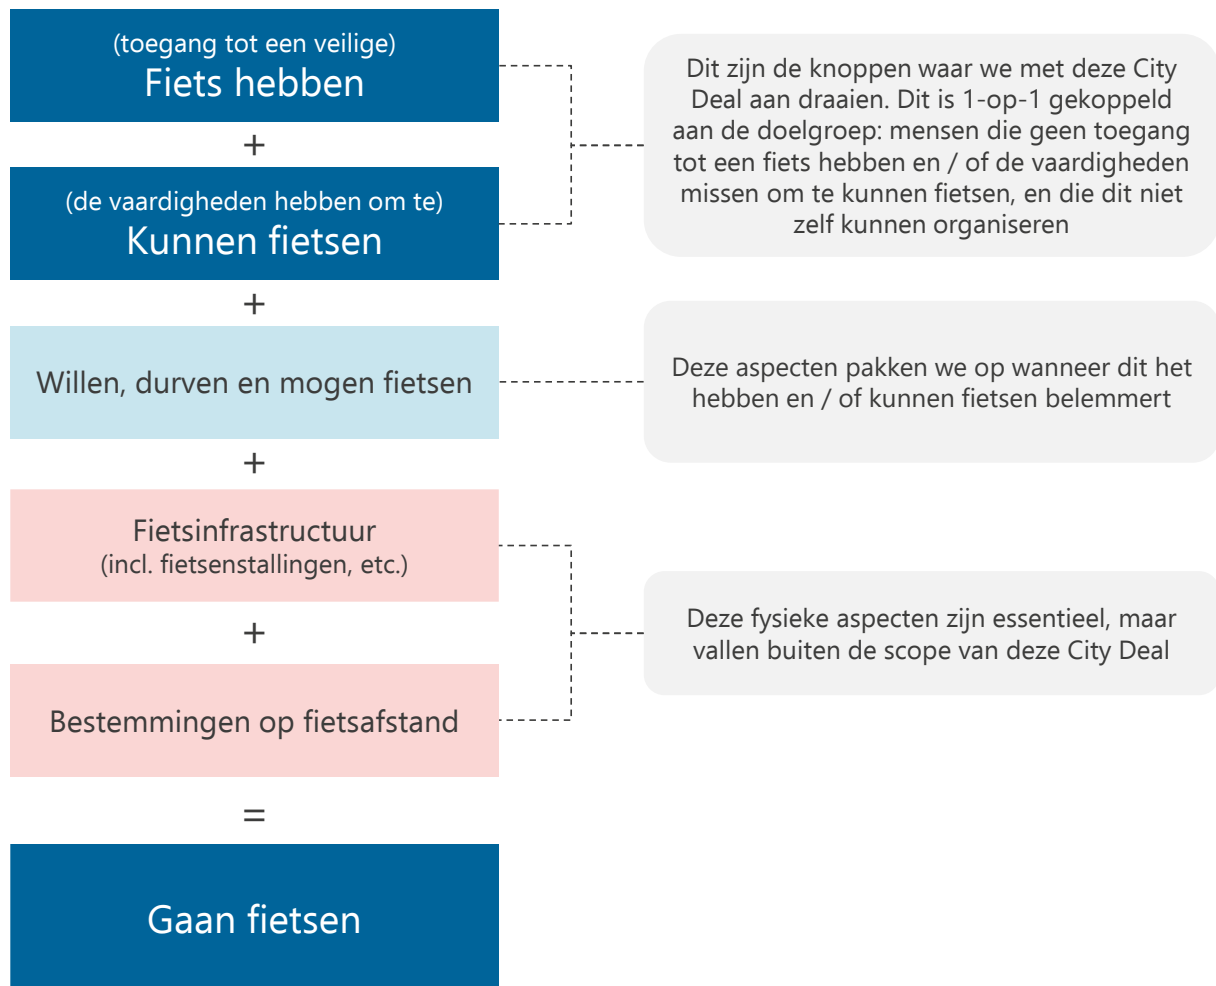 (toegang tot een veilige)
Fiets hebben
+
(de vaardigheden hebben om te)
Kunnen fietsen
+
Willen, durven en mogen fietsen
+
Fietsinfrastructuur
(incl. fietsenstallingen, etc.)
+
Bestemmingen op fietsafstand
=
Gaan fietsen
Dit zijn de knoppen waar we met deze City
Deal aan draaien. Dit is 1-op-1 gekoppeld
aan de doelgroep: mensen die geen toegang
tot een fiets hebben en / of de vaardigheden
missen om te kunnen fietsen, en die dit niet
zelf kunnen organiseren
Deze aspecten pakken we op wanneer dit het
hebben en / of kunnen fietsen belemmert
Deze fysieke aspecten zijn essentieel, maar
vallen buiten de scope van deze City Deal